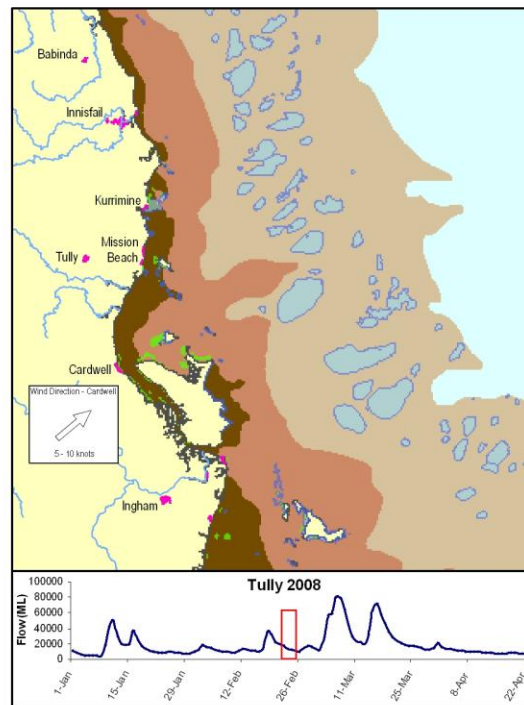 Babinda
Innisfail
Kurrimine
Mission
Beach
Tully
Cardwell
Wind Direction - Cardwell
5 - 10 knots
Ingham
Tully 2008
Flow (ML)
100000
80000
60000
40000
20000
0
1-Jan
15-Jan
29-Jan
12-Feb
26-Feb
11-Mar
25-Mar
8-Apr
22-Apr